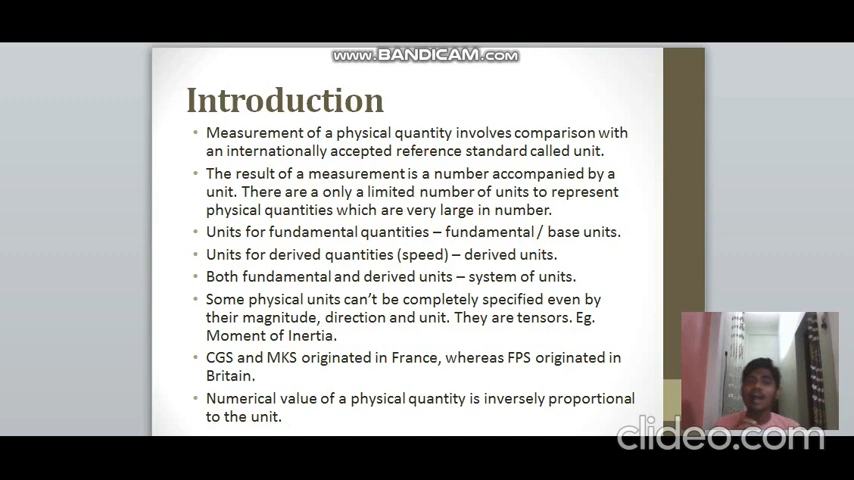 www.BANDICAM.com
Introduction
• Measurement of a physical quantity involves comparison with
an internationally accepted reference standard called unit.
• The result of a measurement is a number accompanied by a
unit. There are a only a limited number of units to represent
physical quantities which are very large in number.
• Units for fundamental quantities – fundamental / base units.
• Units for derived quantities (speed) – derived units.
• Both fundamental and derived units – system of units.
• Some physical units can't be completely specified even by
their magnitude, direction and unit. They are tensors. Eg.
Moment of Inertia.
• CGS and MKS originated in France, whereas FPS originated in
Britain.
• Numerical value of a physical quantity is inversely proportional
to the unit.
clideo.com